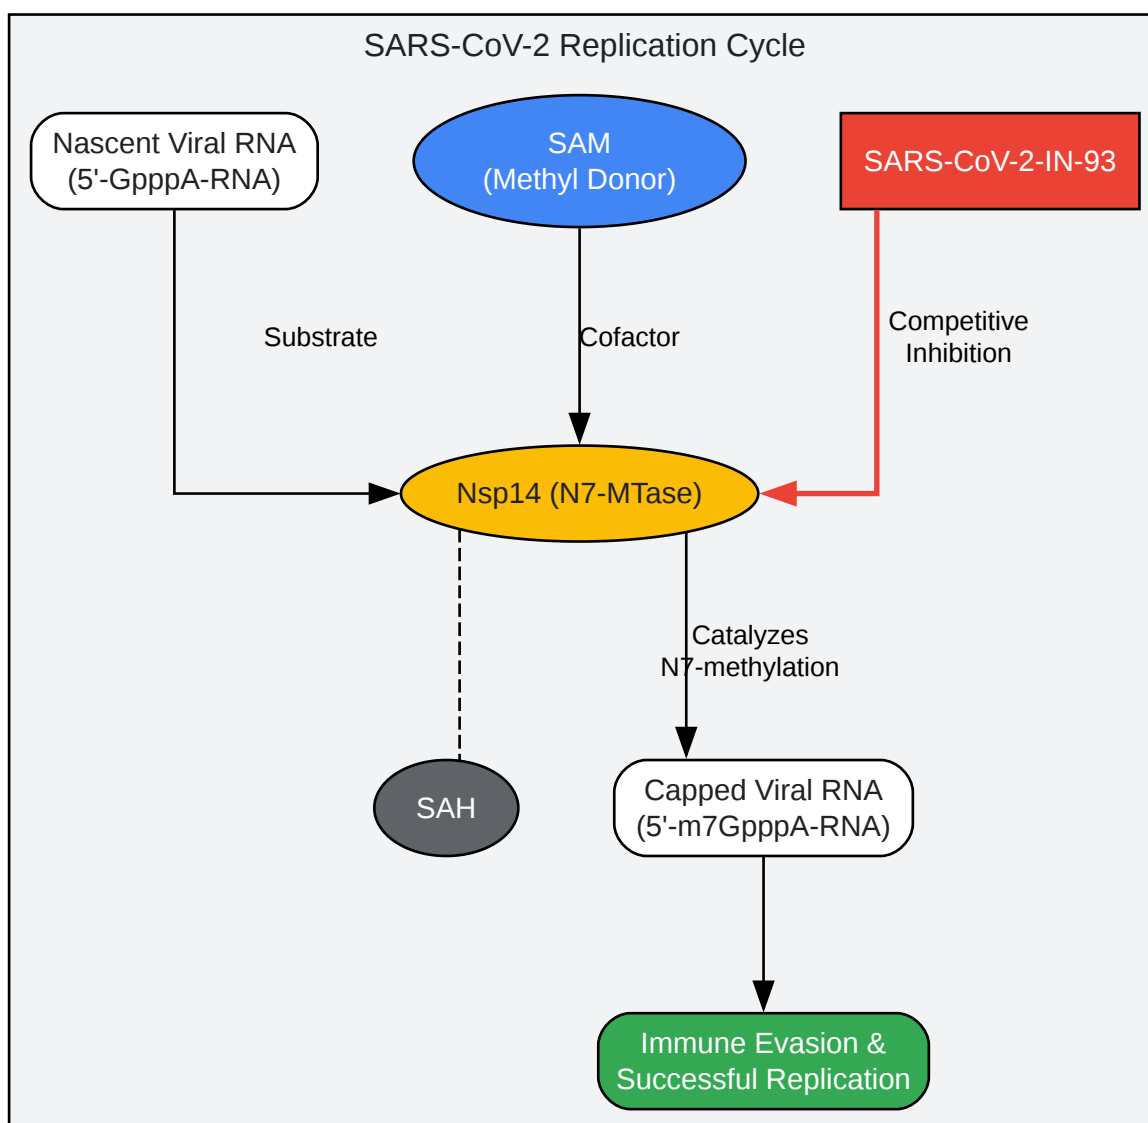 SARS-CoV-2 Replication Cycle
Nascent Viral RNA
(5'-GpppA-RNA)
SAM
(Methyl Donor)
SARS-CoV-2-IN-93
Substrate
Cofactor
Competitive
Inhibition
Nsp14 (N7-MTase)
Catalyzes
N7-methylation
SAH
Capped Viral RNA
(5'-m7GpppA-RNA)
Immune Evasion &
Successful Replication